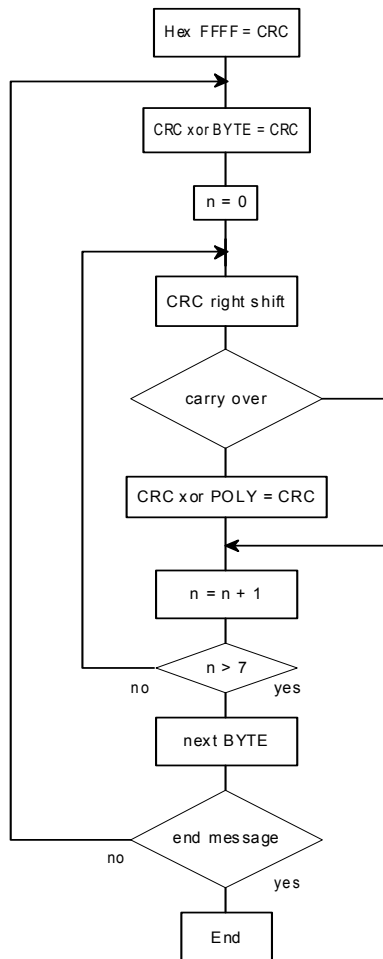 Hex FFFF = CRC
CRC xor BYTE = CRC
n = 0
CRC right shift
carry over
CRC xor POLY = CRC
n = n + 1
n > 7
no
yes
next BYTE
end message
no
yes
End